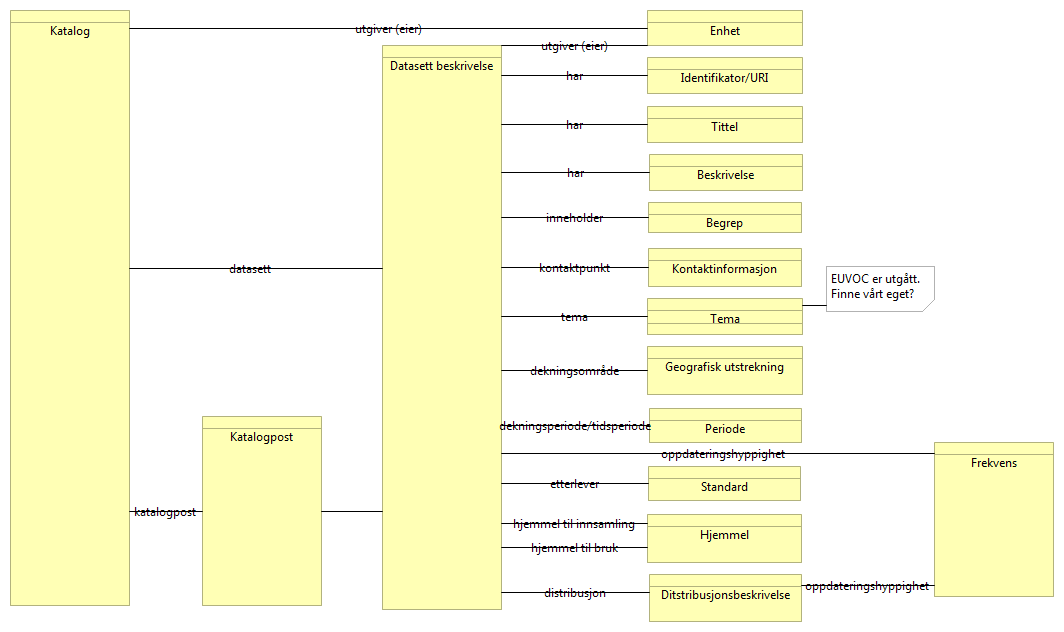 Katalog
utgiver (eier)
Enhet
utgiver (eier)
Datasett beskrivelse
har
Identifikator/URI
har
Tittel
har
Beskrivelse
inneholder
Begrep
datasett
kontaktpunkt
Kontaktinformasjon
EUVOC er utgått.
Finne vårt eget?
tema
Tema
dekningsområde
Geografisk utstrekning
Katalogpost
dekningsperiode/tidsperiode
Periode
oppdateringshyppighet
Frekvens
etterlever
Standard
katalogpost
hjemmel til innsamling
Hjemmel
hjemmel til bruk
distribusjon
Ditstribusjonsbeskrivelse
oppdateringshyppighet